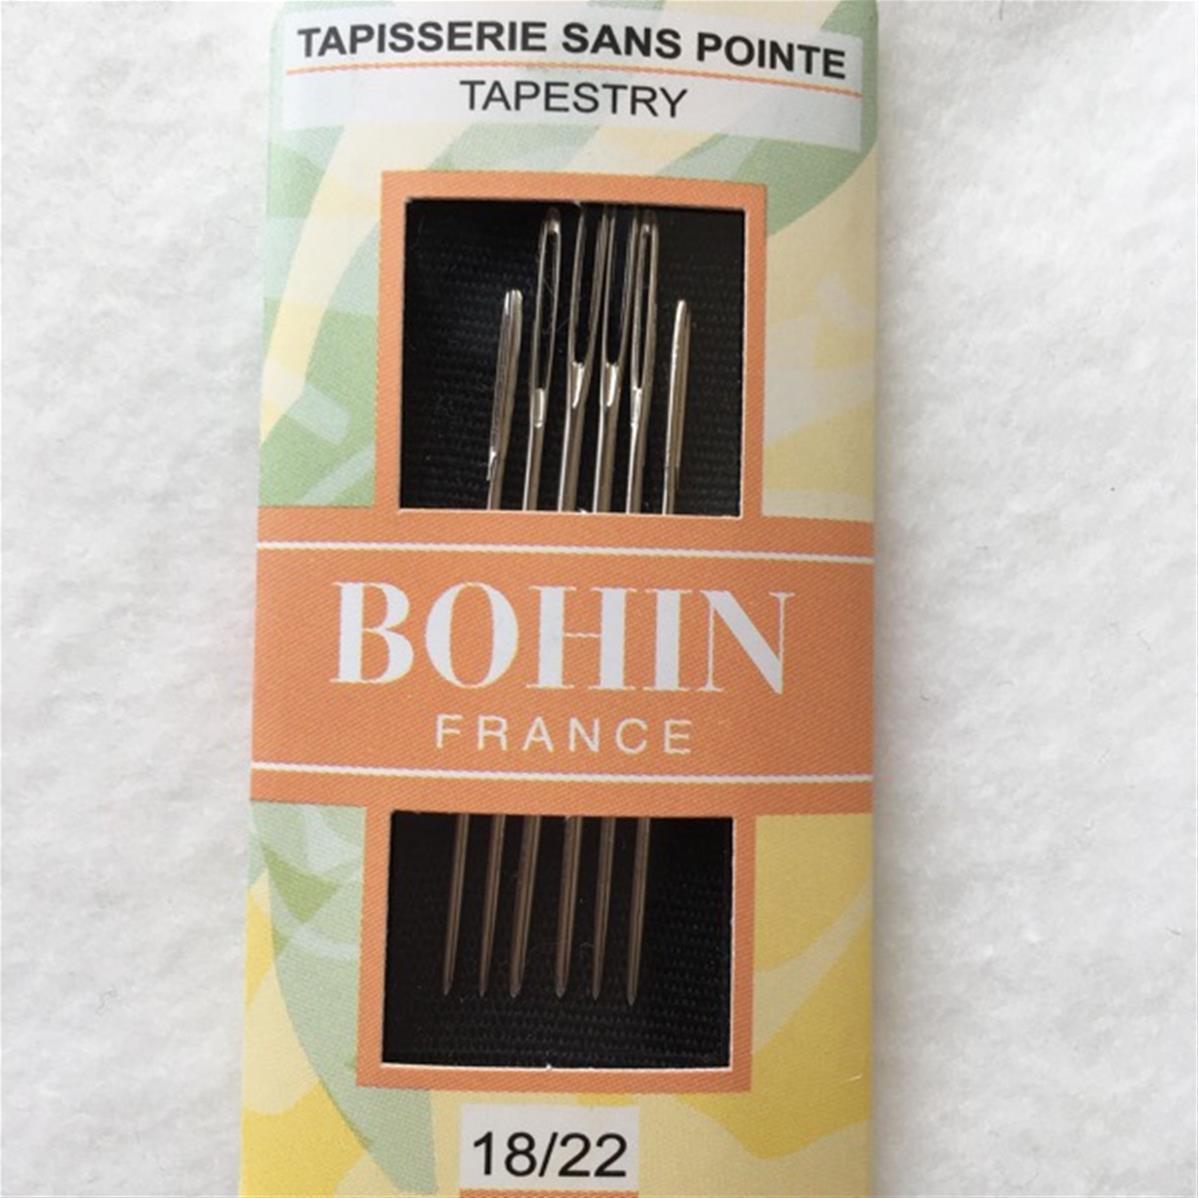 TAPISSERIE SANS POINTE
TAPESTRY
BOHIN
FRANCE
18/22